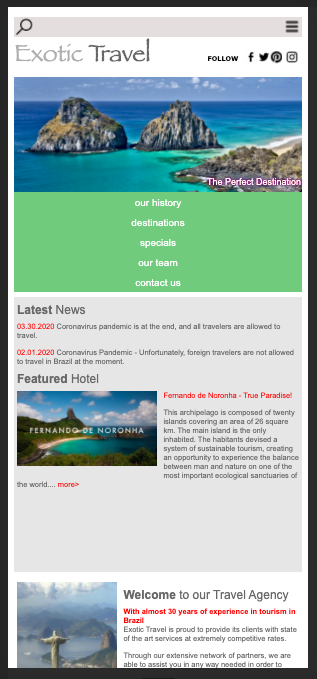 Exotic Travel
FOLLOW
The Perfect Destination
our history
destinations
specials
our team
contact us
Latest News
03.30.2020 Coronavirus pandemic is at the end, and all travelers are allowed to
travel.
02.01.2020 Coronavirus Pandemic - Unfortunately, foreign travelers are not allowed
to travel in Brazil at the moment.
Featured Hotel
FERNANDO DE NORONHA
Fernando de Noronha - True Paradise!
This archipelago is composed of twenty
islands covering an area of 26 square
km. The main island is the only
inhabited. The habitants devised a
system of sustainable torism, creating
an opportunity to experience the balance
between man and nature on one of the
most important ecological sanctuaries of
the world.... more>
Welcome to our Travel Agency
With almost 30 years of experience in tourism in
Brazil
Exotic Travel is proud to provide its clients with state
of the art services at extremely competitive rates.
Through our extensive network of partners, we are
able to assist you in any way needed in order to